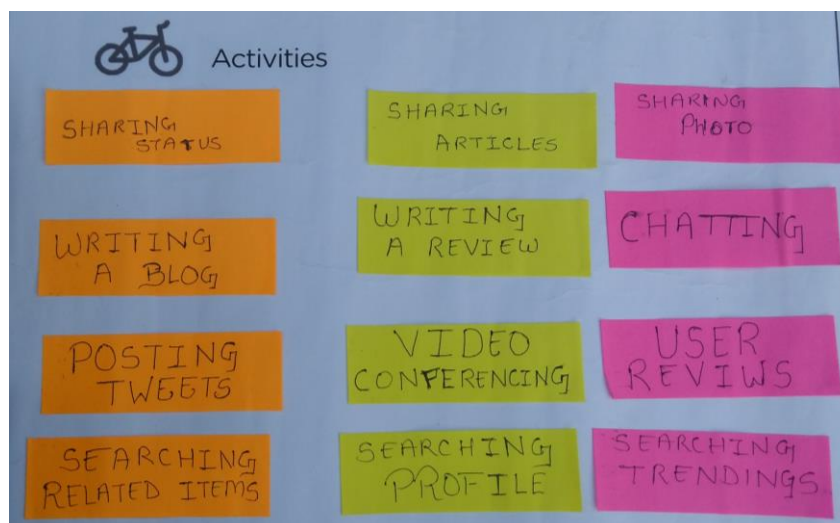 Activities
SHARING
STATUS
SHARING
ARTICLES
SHARING
PHOTO
WRITING
A BLOG
WRITING
A REVIEW
CHATTING
POSTING
TWEETS
VIDEO
CONFERENCING
USER
REVIWS
SEARCHING
RELATED ITEMS
SEARCHING
PROFILE
SEARCHING
TRENDINGS